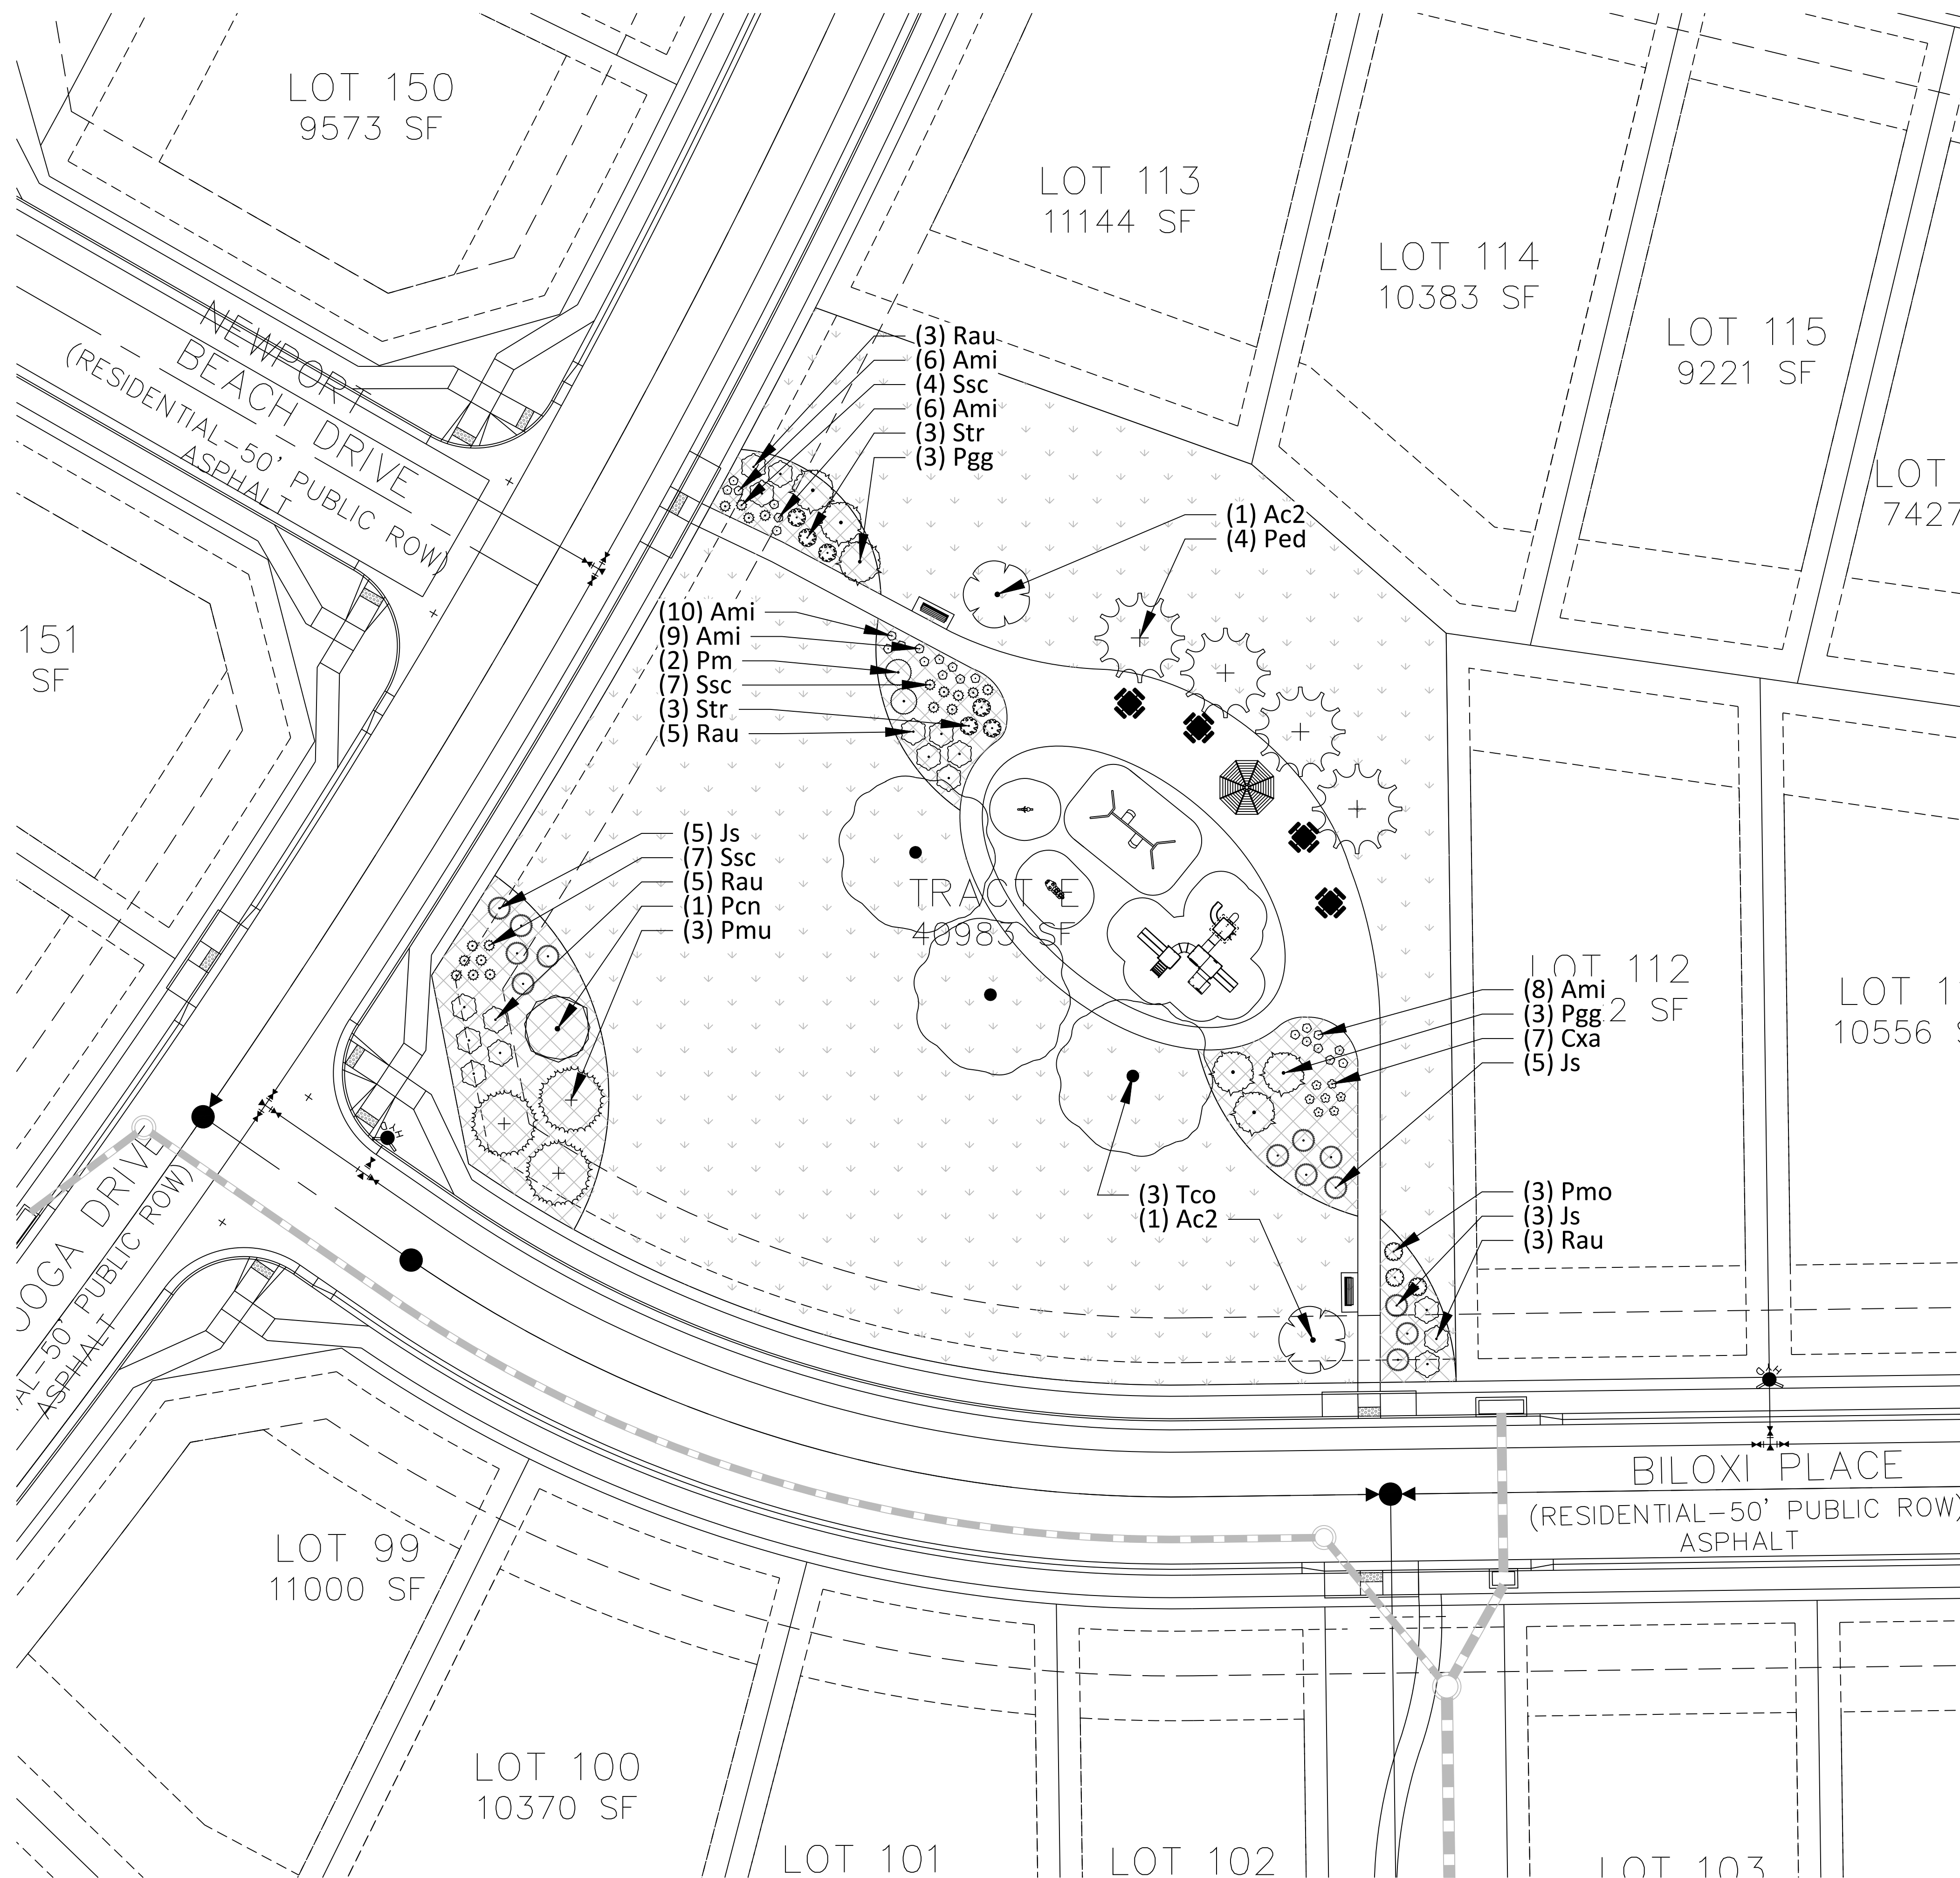 LOT 150
9573 SF
LOT 113
11144 SF
LOT 114
10383 SF
LOT 115
9221 SF
LOT
7427
NEWPORT
BEACH DRIVE
(RESIDENTIAL-50' PUBLIC ROW)
ASPHALT
(3) Rau
(6) Ami
(4) Ssc
(6) Ami
(3) Str
(3) Pgg
(1) Ac2
(4) Ped
151
SF
(10) Ami
(9) Ami
(2) Pm
(7) Ssc
(3) Str
(5) Rau
(5) Js
(7) Ssc
(5) Rau
(1) Pcn
(3) Pmu
TRACT E
40983 SF
LOT 112
2 SF
(8) Ami
(3) Pgg
(7) Cxa
(5) Js
LOT 1
10556 S
(3) Tco
(1) Ac2
(3) Pmo
(3) Js
(3) Rau
OOGA DRIVE
AL-50' PUBLIC ROW)
ASPHALT
HYD
HYD
BILOXI PLACE
(RESIDENTIAL-50' PUBLIC ROW)
ASPHALT
LOT 99
11000 SF
LOT 100
10370 SF
LOT 101
LOT 102
LOT 103